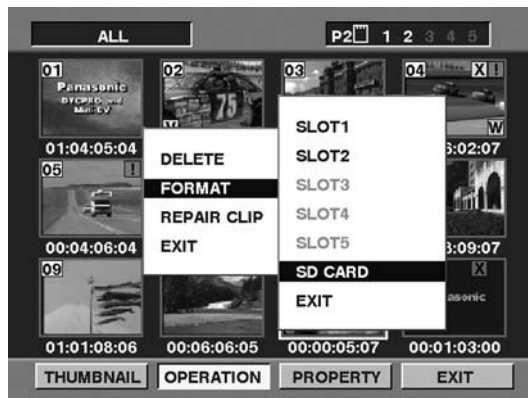 ALL
P2 1 2 3 4 5
01
Panasonic
DVCPRO and
Mini-DV
02
75
03
04 X !
W
01:04:05:04
:02:07
05 !
00:04:06:04
:09:07
09
X
asonic
01:01:08:06
00:06:06:05
00:00:05:07
00:01:03:00
DELETE
FORMAT
REPAIR CLIP
EXIT
SLOT1
SLOT2
SLOT3
SLOT4
SLOT5
SD CARD
EXIT
THUMBNAIL
OPERATION
PROPERTY
EXIT